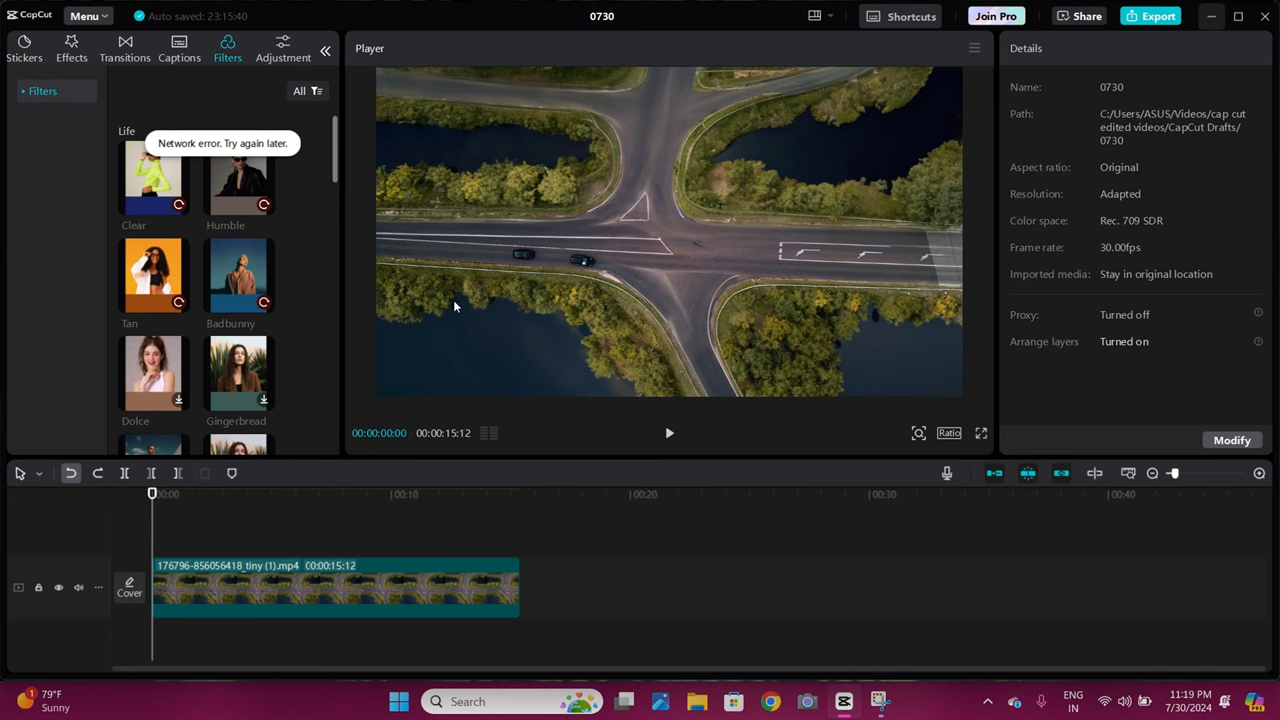 CapCut
Menu
Auto saved: 23:15:40
0730
Shortcuts
Join Pro
Share
Export
Stickers
Effects
Transitions
Captions
Filters
Adjustment
Filters
All
Life
Network error. Try again later.
Clear
Humble
Tan
Badbunny
Dolce
Gingerbread
Player
00:00:00:00
00:00:15:12
Ratio
Details
Name:
0730
Path:
C:/Users/ASUS/Videos/cap cut
edited videos/CapCut Drafts/
0730
Aspect ratio:
Original
Resolution:
Adapted
Color space:
Rec. 709 SDR
Frame rate:
30.00fps
Imported media:
Stay in original location
Proxy:
Turned off
Arrange layers
Turned on
Modify
00:00
00:10
00:20
00:30
00:40
176796-856056418_tiny (1).mp4 00:00:15:12
Cover
1
79°F
Sunny
Search
ENG
IN
11:19 PM
7/30/2024